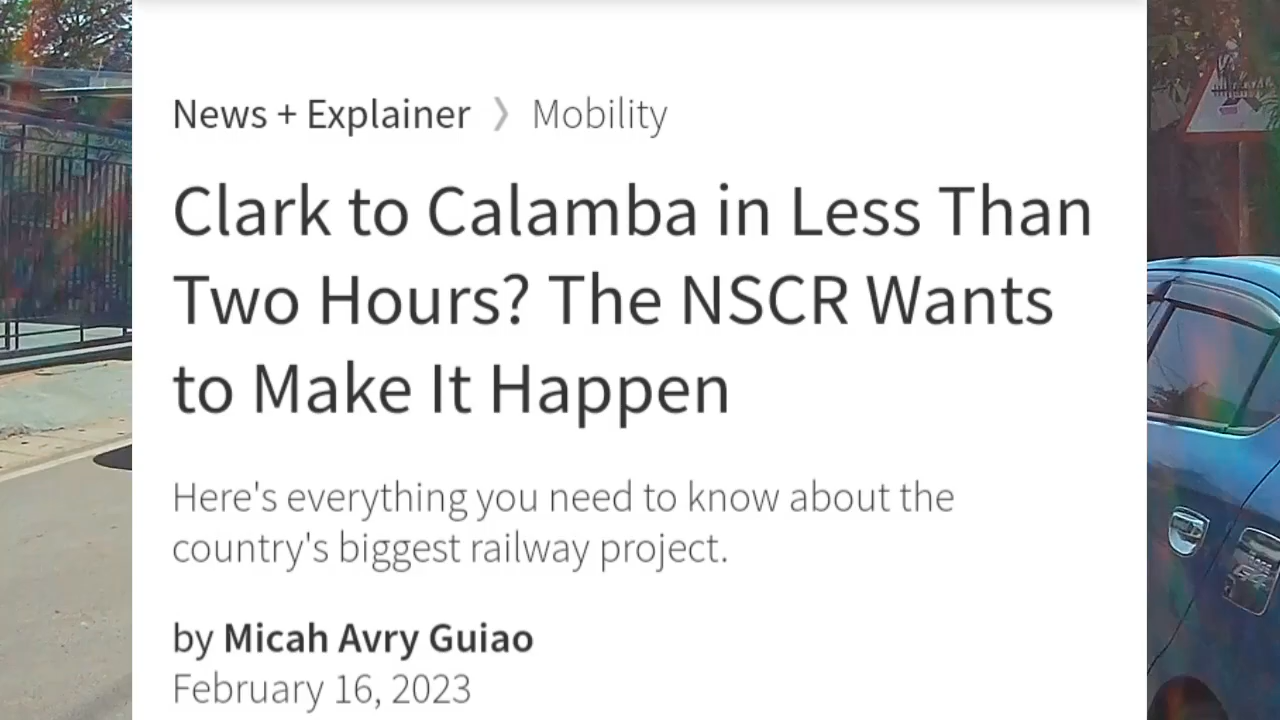 News + Explainer 〉 Mobility
Clark to Calamba in Less Than
Two Hours? The NSCR Wants
to Make It Happen
Here's everything you need to know about the
country's biggest railway project.
by Micah Avry Guiao
February 16, 2023